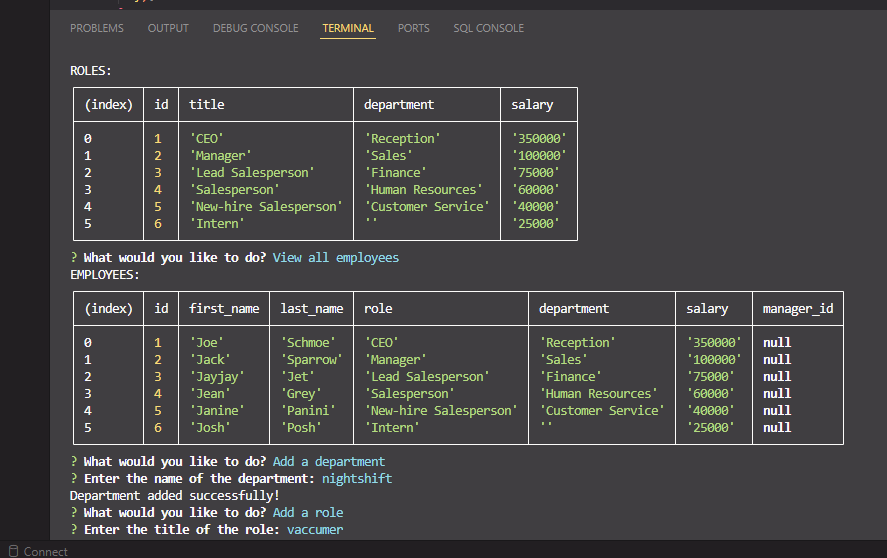 PROBLEMS OUTPUT DEBUG CONSOLE TERMINAL PORTS SQL CONSOLE
ROLES:
(index) id title department salary
0 1 'CEO' 'Reception' '350000'
1 2 'Manager' 'Sales' '100000'
2 3 'Lead Salesperson' 'Finance' '75000'
3 4 'Salesperson' 'Human Resources' '60000'
4 5 'New-hire Salesperson' 'Customer Service' '40000'
5 6 'Intern' '' '25000'
? What would you like to do? View all employees
EMPLOYEES:
(index) id first_name last_name role department salary manager_id
0 1 'Joe' 'Schmoe' 'CEO' 'Reception' '350000' null
1 2 'Jack' 'Sparrow' 'Manager' 'Sales' '100000' null
2 3 'Jayjay' 'Jet' 'Lead Salesperson' 'Finance' '75000' null
3 4 'Jean' 'Grey' 'Salesperson' 'Human Resources' '60000' null
4 5 'Janine' 'Panini' 'New-hire Salesperson' 'Customer Service' '40000' null
5 6 'Josh' 'Posh' 'Intern' '' '25000' null
? What would you like to do? Add a department
? Enter the name of the department: nightshift
Department added successfully!
? What would you like to do? Add a role
? Enter the title of the role: vaccumer
Connect